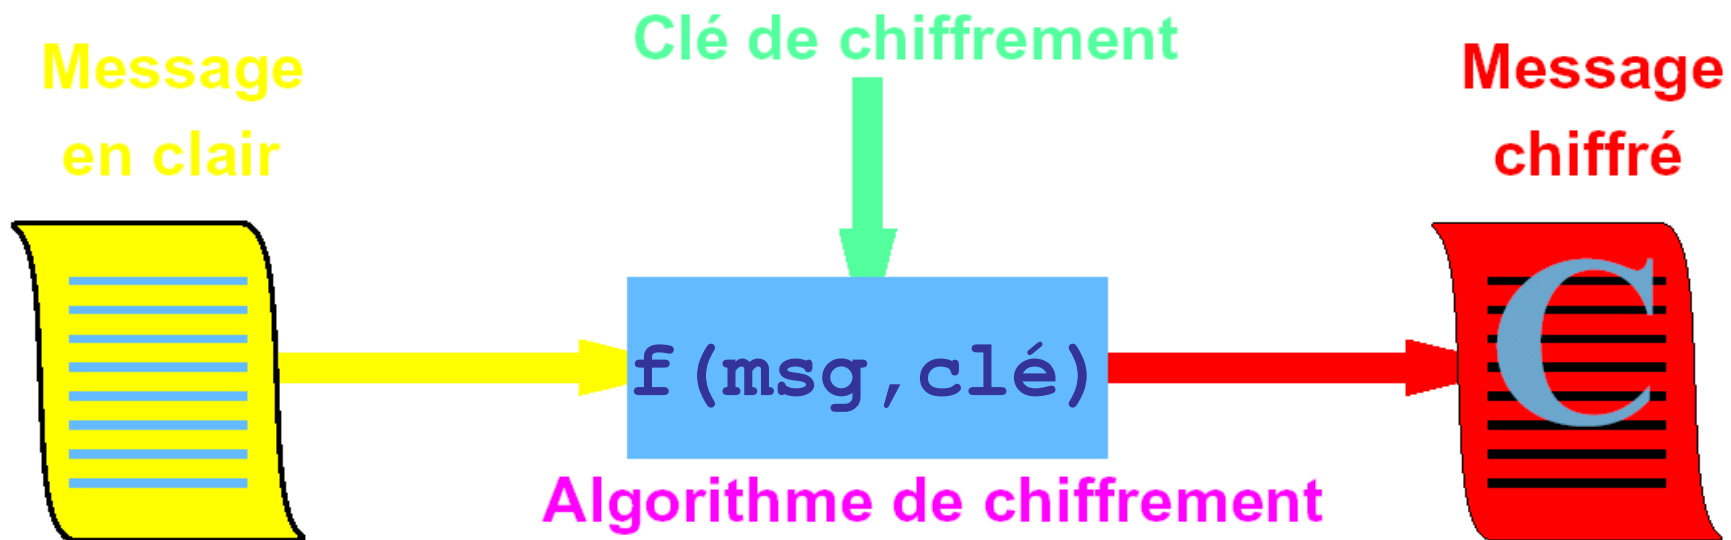 Message
en clair
Clé de chiffrement
Message
chiffré
f(msg,clé)
C
Algorithme de chiffrement